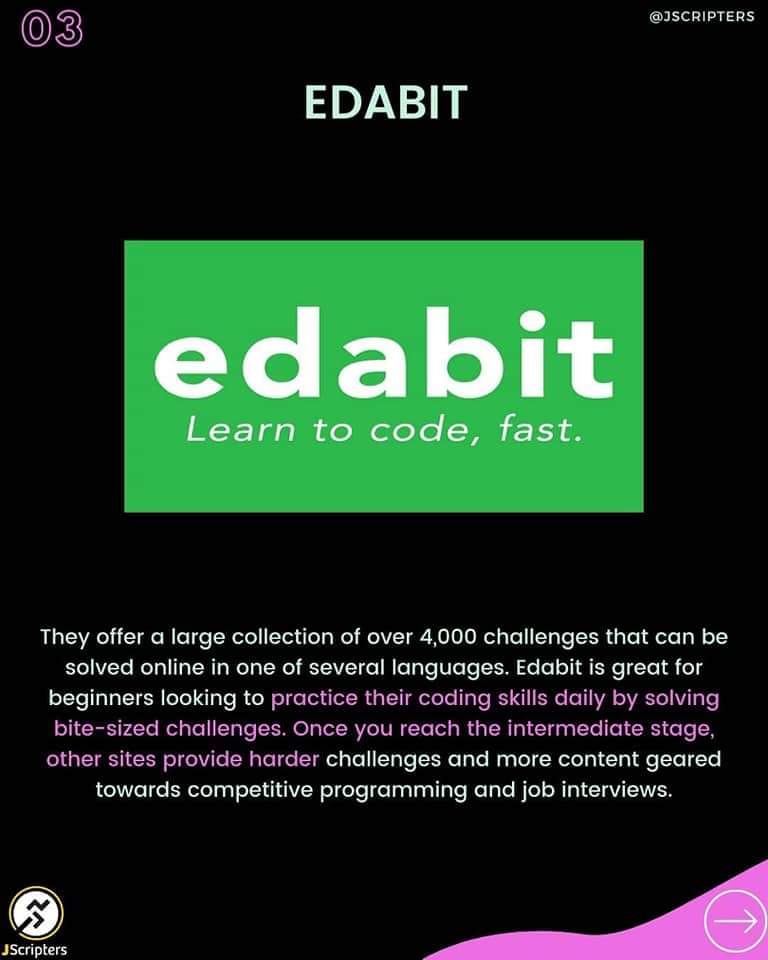 03
@JSCRIPTERS
EDABIT
edabit
Learn to code, fast.
They offer a large collection of over 4,000 challenges that can be
solved online in one of several languages. Edabit is great for
beginners looking to practice their coding skills daily by solving
bite-sized challenges. Once you reach the intermediate stage,
other sites provide harder challenges and more content geared
towards competitive programming and job interviews.
JScripters